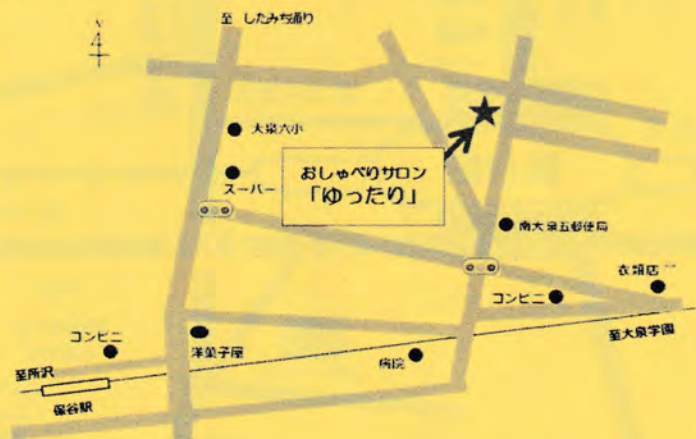 至 したみち通り
大泉六小
スーパー
おしゃべりサロン
「ゆったり」
南大泉五郵便局
衣類店
コンビニ
至大泉学園
コンビニ
洋菓子屋
病院
至所沢
保谷駅